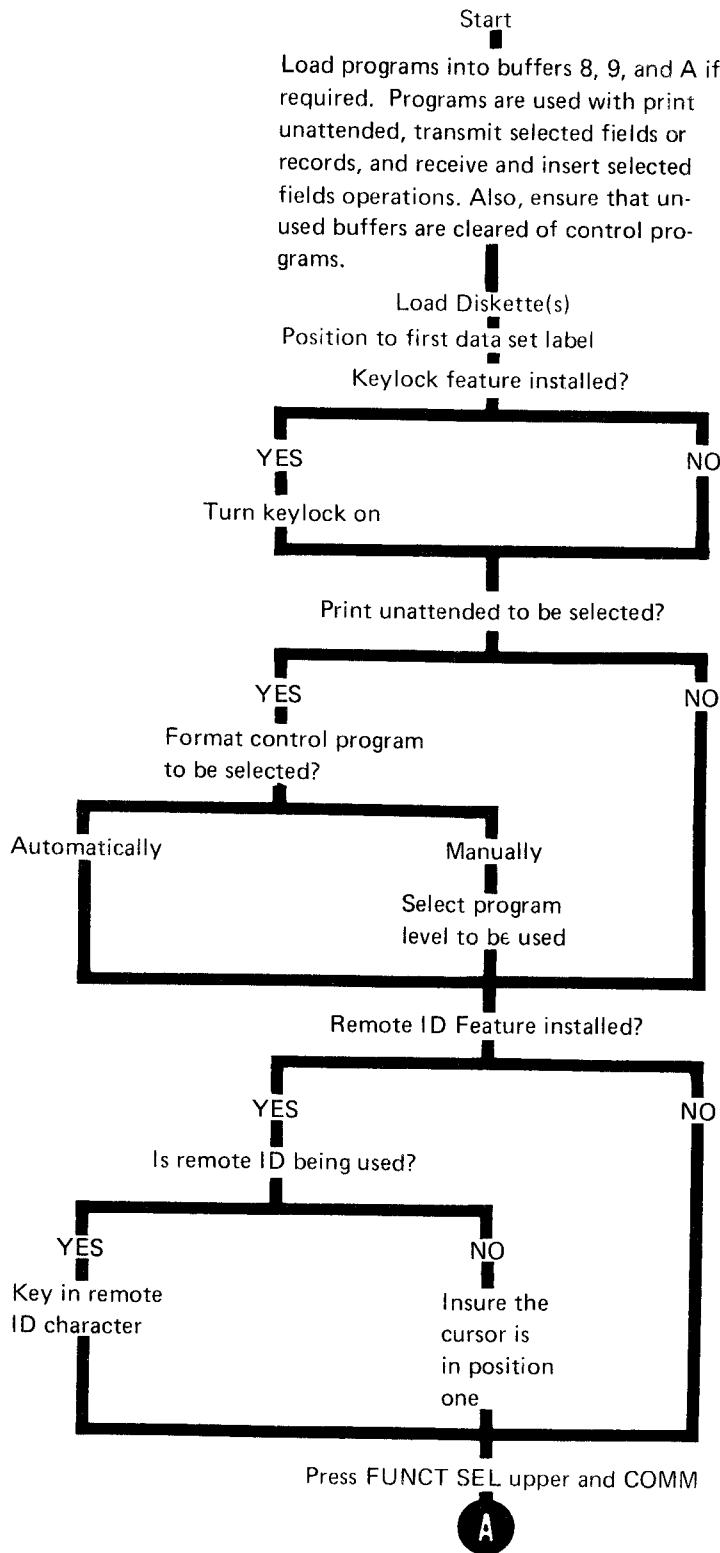 Start
Load programs into buffers 8, 9, and A if
required. Programs are used with print
unattended, transmit selected fields or
records, and receive and insert selected
fields operations. Also, ensure that un-
used buffers are cleared of control pro-
grams.
Load Diskette(s)
Position to first data set label
Keylock feature installed?
YES
NO
Turn keylock on
Print unattended to be selected?
YES
NO
Format control program
to be selected?
Automatically
Manually
Select program
level to be used
Remote ID Feature installed?
YES
NO
Is remote ID being used?
YES
NO
Key in remote
ID character
Insure the
cursor is
in position
one
Press FUNCT SEL upper and COMM
A